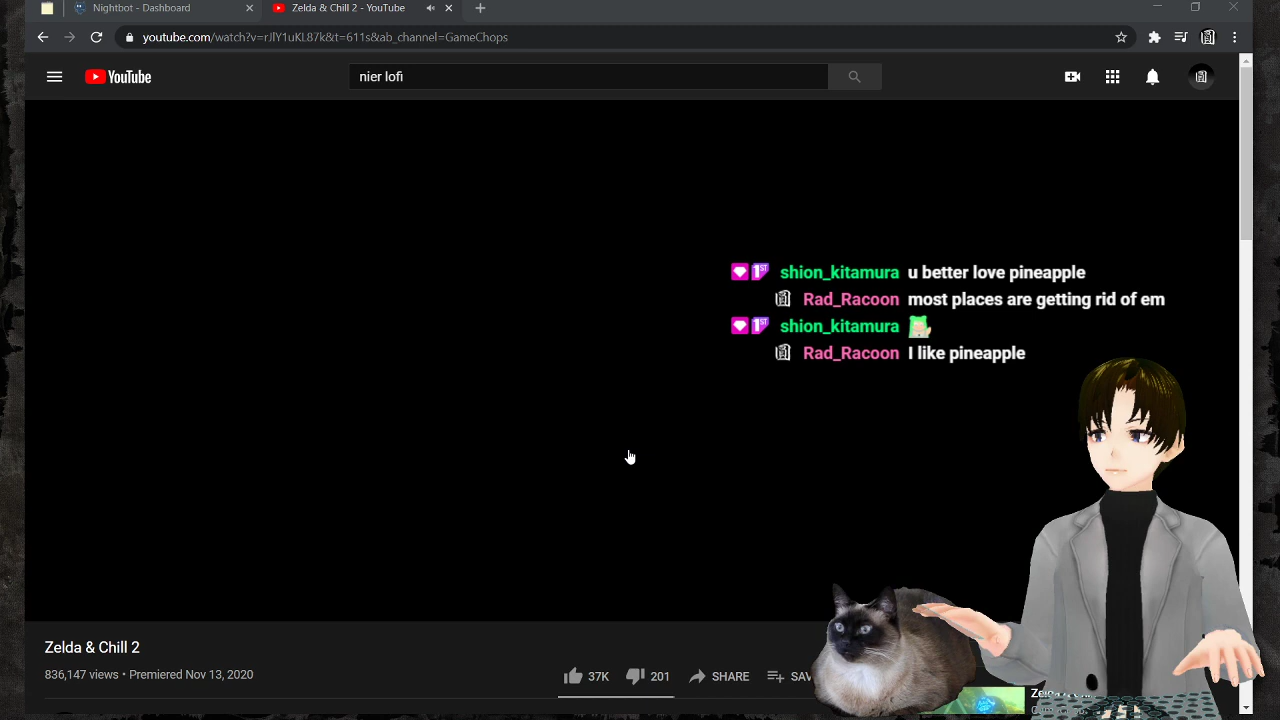 Nightbot - Dashboard
Zelda & Chill 2 - YouTube
youtube.com/watch?v=rJlY1uKL87k&t=611s&ab_channel=GameChops
YouTube
nier lofi
shion_kitamura u better love pineapple
Rad_Racoon most places are getting rid of em
shion_kitamura
Rad_Racoon I like pineapple
Zelda & Chill 2
836,147 views • Premiered Nov 13, 2020
37K
201
SHARE